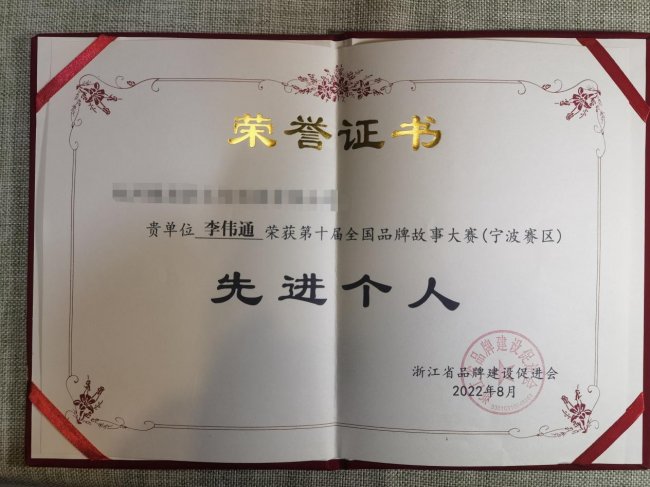 荣誉证书
贵单位 李伟通 荣获第十届全国品牌故事大赛(宁波赛区)
先进个人
浙江省品牌建设促进会
2022年8月